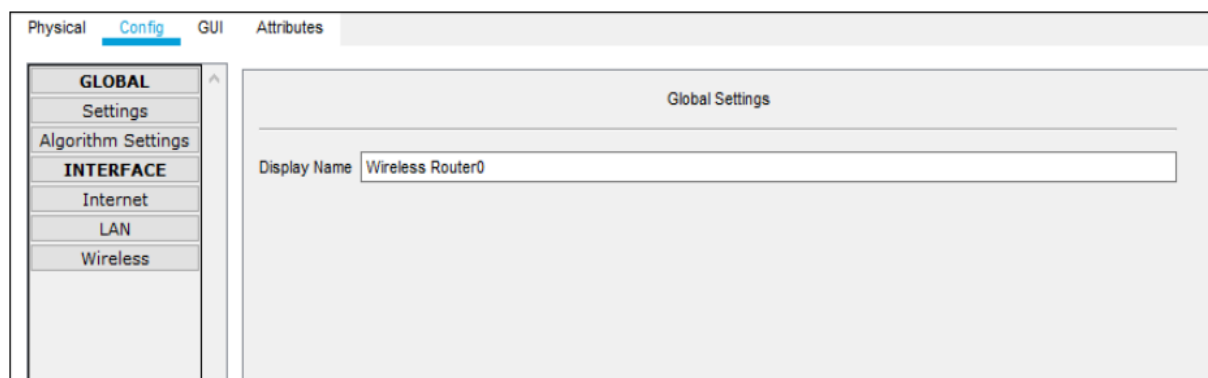 Physical Config GUI Attributes
GLOBAL
Settings
Algorithm Settings
INTERFACE
Internet
LAN
Wireless
Global Settings
Display Name Wireless Router0